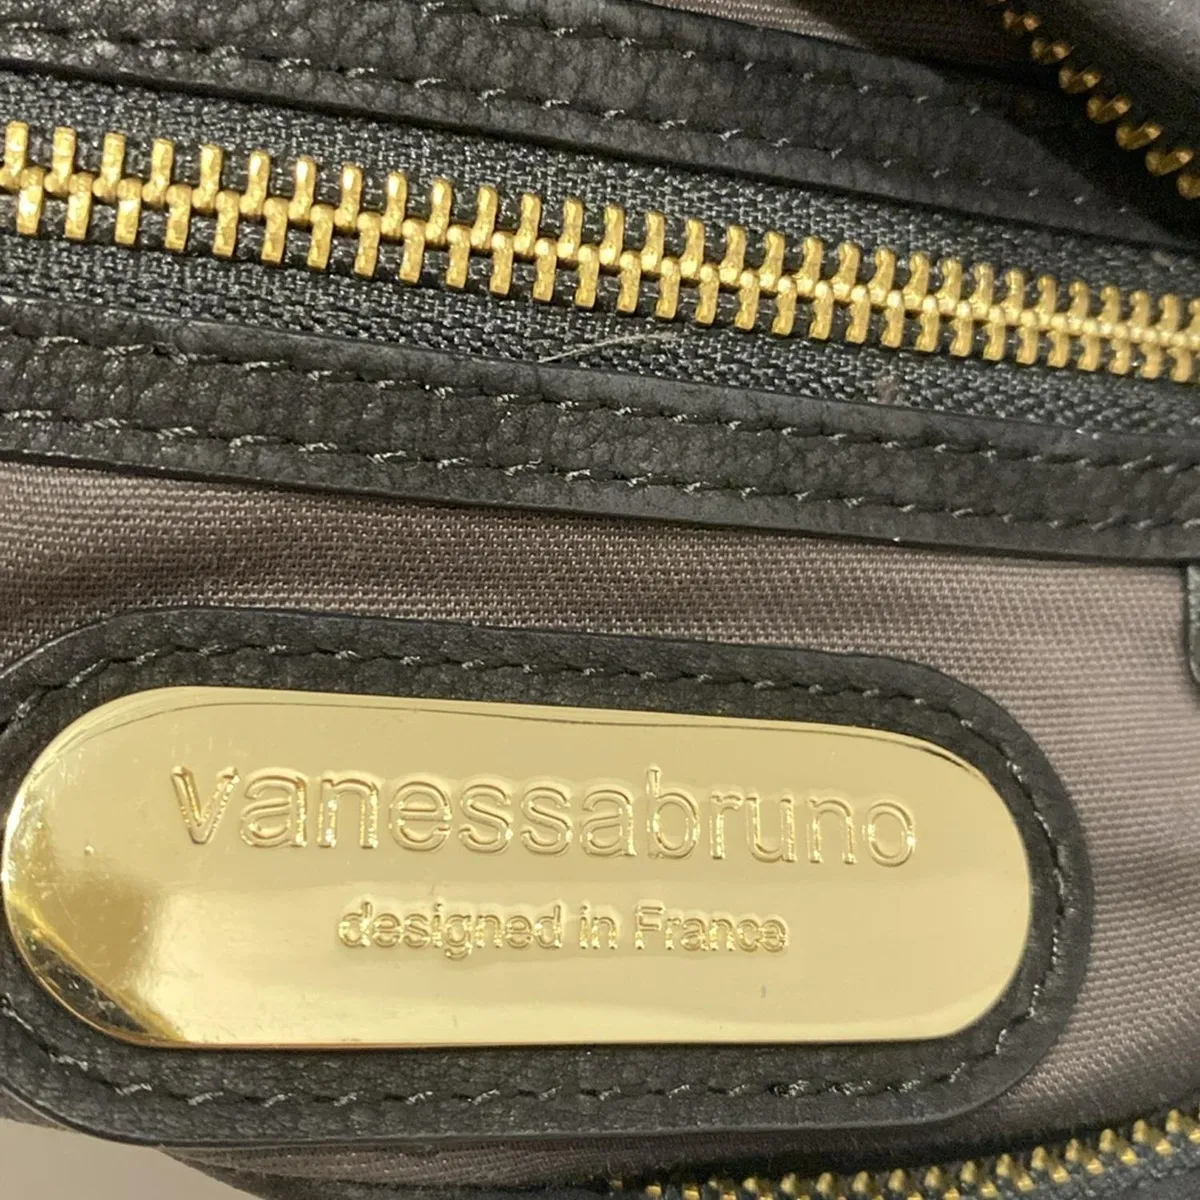 vanessabruno
designed in France